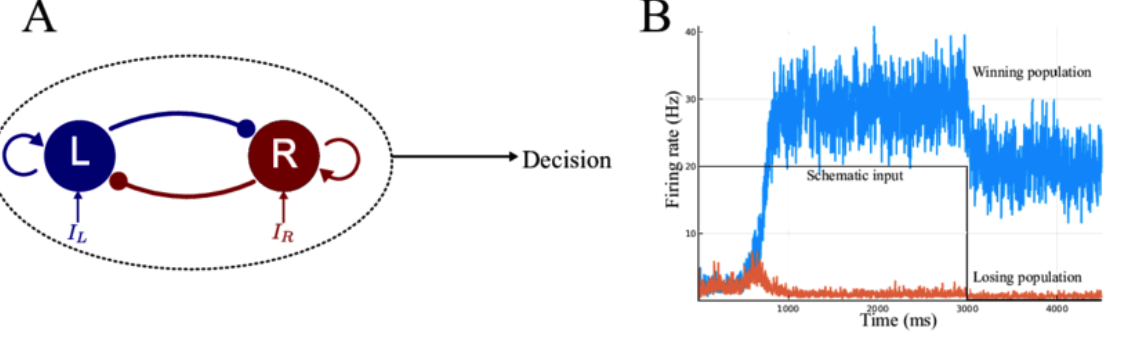 A
L
R
I_L
I_R
Decision
B
Firing rate (Hz)
40
30
20
10
Winning population
Schematic input
Losing population
1000
2000
3000
4000
Time (ms)